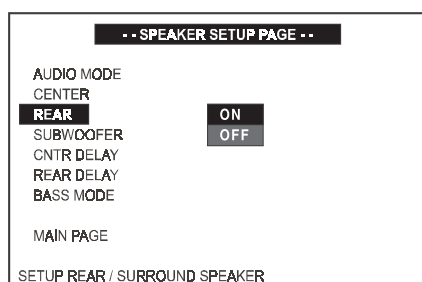 - - SPEAKER SETUP PAGE - -
AUDIO MODE
CENTER
REAR ON
SUBWOOFER OFF
CNTR DELAY
REAR DELAY
BASS MODE
MAIN PAGE
SETUP REAR / SURROUND SPEAKER